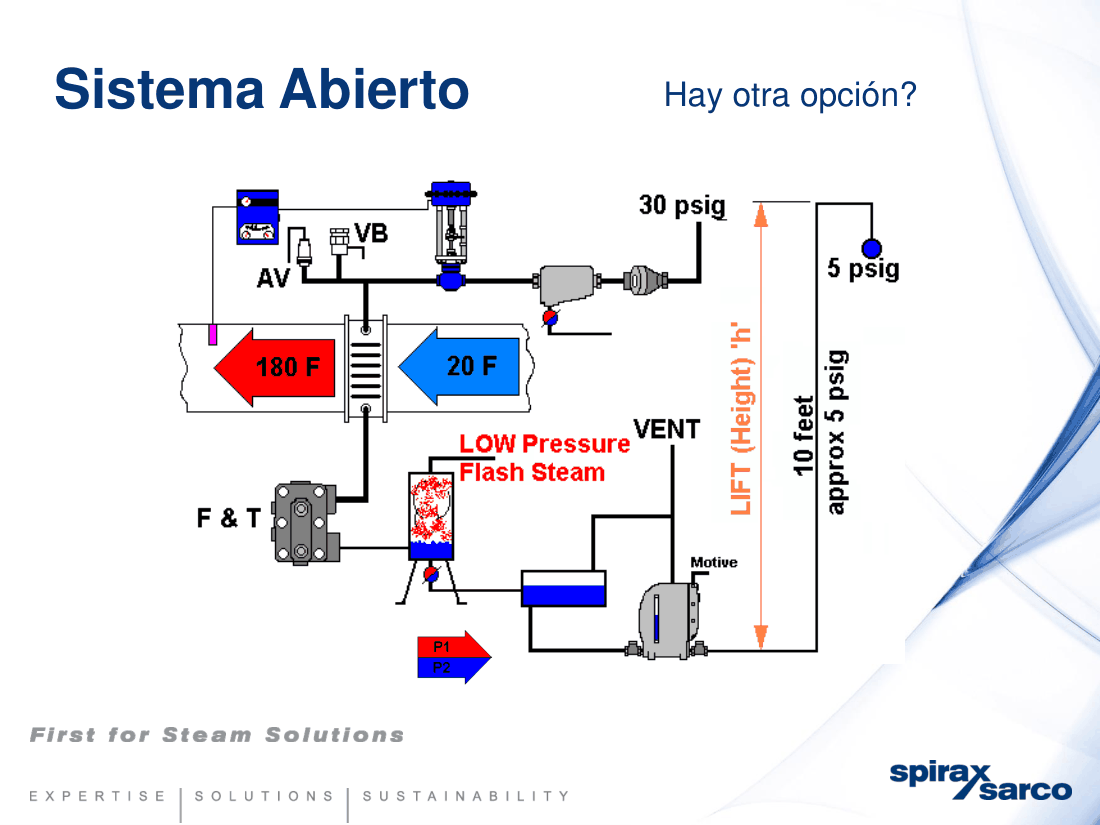 Sistema Abierto
Hay otra opción?
30 psig
VB
AV
5 psig
180 F
20 F
LIFT (Height) 'h'
10 feet
approx 5 psig
VENT
LOW Pressure
Flash Steam
F & T
Motive
P1
P2
First for Steam Solutions
EXPERTISE
SOLUTIONS
SUSTAINABILITY
spirax
sarco